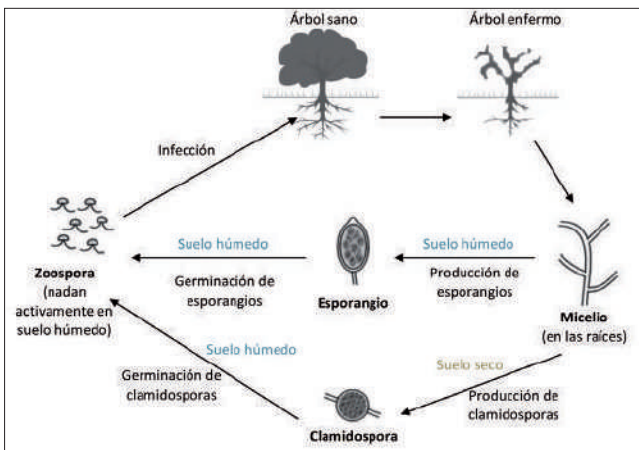 Árbol sano
Árbol enfermo
Infección
Suelo húmedo
Germinación de
esporangios
Suelo húmedo
Producción de
esporangios
Esporangio
Zoospora
(nadan
activamente en
suelo húmedo)
Micelio
(en las raíces)
Suelo húmedo
Germinación de
clamidosporas
Suelo seco
Producción de
clamidosporas
Clamidospora